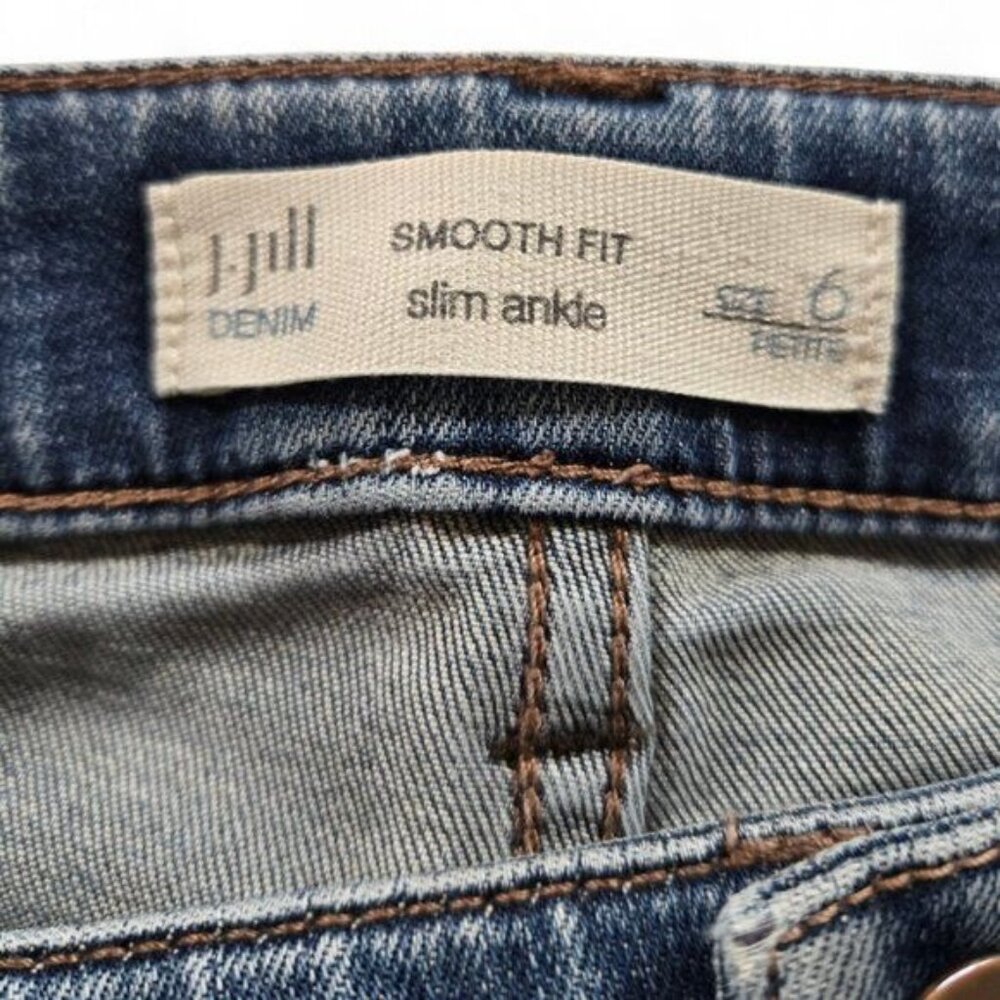 J.Jill
DENIM
SMOOTH FIT
slim ankle
SIZE 6
PETITE